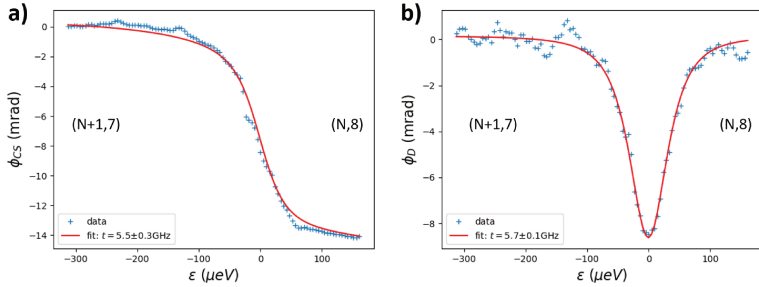 a)
0
−2
−4
−6
−8
−10
−12
−14
ϕCS (mrad)
(N+1,7)
(N,8)
data
fit: t = 5.5±0.3GHz
−300
−200
−100
0
100
ε (μeV)
b)
0
−2
−4
−6
−8
ϕD (mrad)
(N+1,7)
(N,8)
data
fit: t = 5.7±0.1GHz
−300
−200
−100
0
100
ε (μeV)